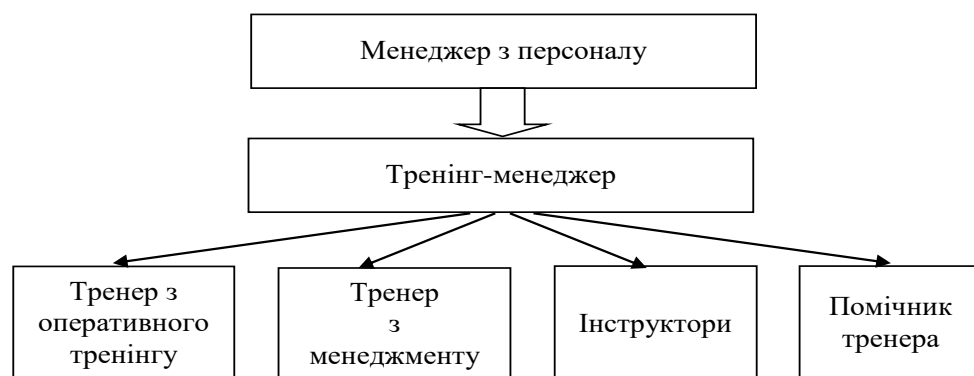 Менеджер з персоналу
Тренінг-менеджер
Тренер з
оперативного
тренінгу
Тренер
з
менеджменту
Інструктори
Помічник
тренера